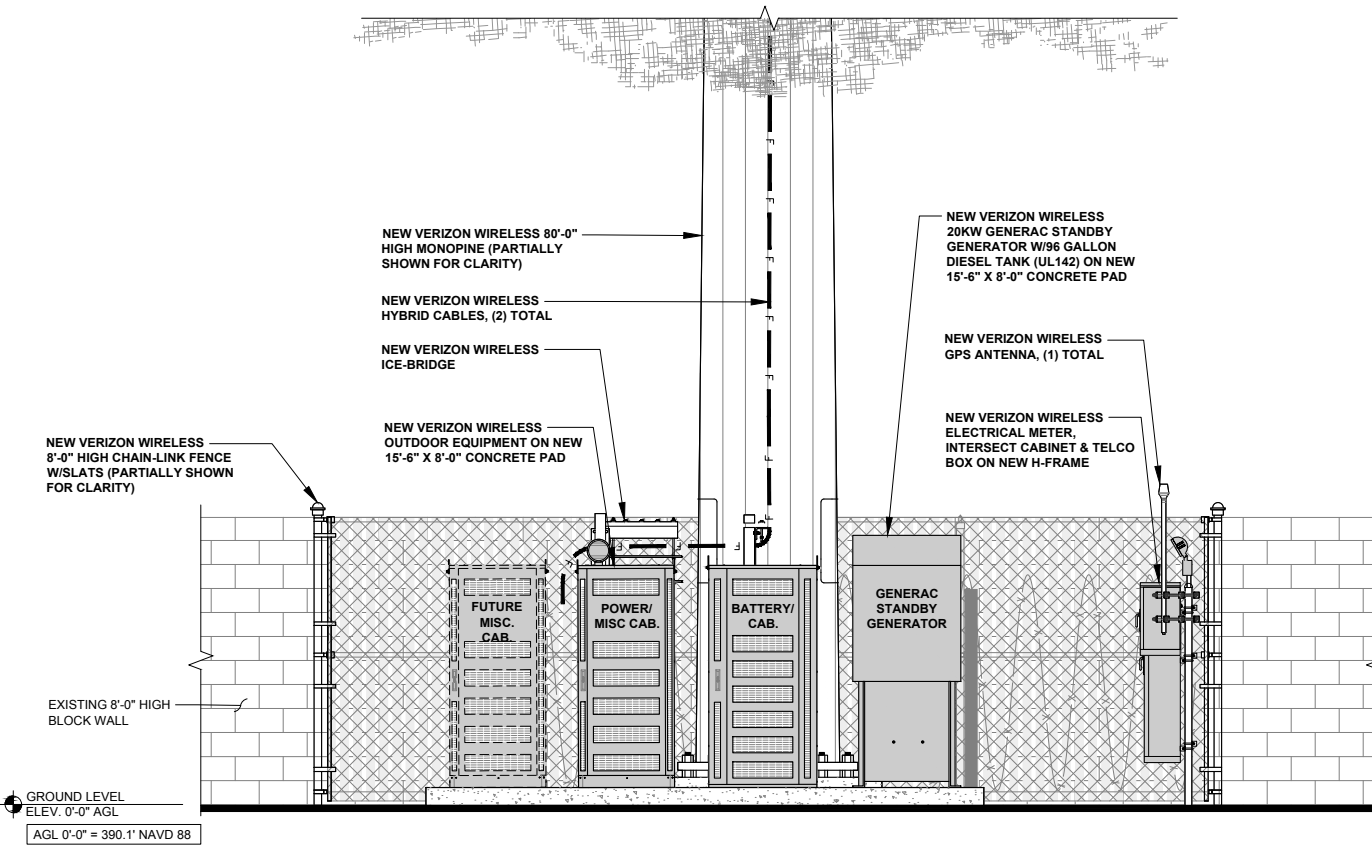 NEW VERIZON WIRELESS 80'-0"
HIGH MONOPINE (PARTIALLY
SHOWN FOR CLARITY)
NEW VERIZON WIRELESS
HYBRID CABLES, (2) TOTAL
NEW VERIZON WIRELESS
ICE-BRIDGE
NEW VERIZON WIRELESS
OUTDOOR EQUIPMENT ON NEW
15'-6" X 8'-0" CONCRETE PAD
NEW VERIZON WIRELESS
8'-0" HIGH CHAIN-LINK FENCE
W/SLATS (PARTIALLY SHOWN
FOR CLARITY)
NEW VERIZON WIRELESS
20KW GENERAC STANDBY
GENERATOR W/96 GALLON
DIESEL TANK (UL142) ON NEW
15'-6" X 8'-0" CONCRETE PAD
NEW VERIZON WIRELESS
GPS ANTENNA, (1) TOTAL
NEW VERIZON WIRELESS
ELECTRICAL METER,
INTERSECT CABINET & TELCO
BOX ON NEW H-FRAME
FUTURE
MISC.
CAB.
POWER/
MISC CAB.
BATTERY/
CAB.
GENERAC
STANDBY
GENERATOR
EXISTING 8'-0" HIGH
BLOCK WALL
GROUND LEVEL
ELEV. 0'-0" AGL
AGL 0'-0" = 390.1' NAVD 88
F
F
F
F
F
F
F
F
F
F
F